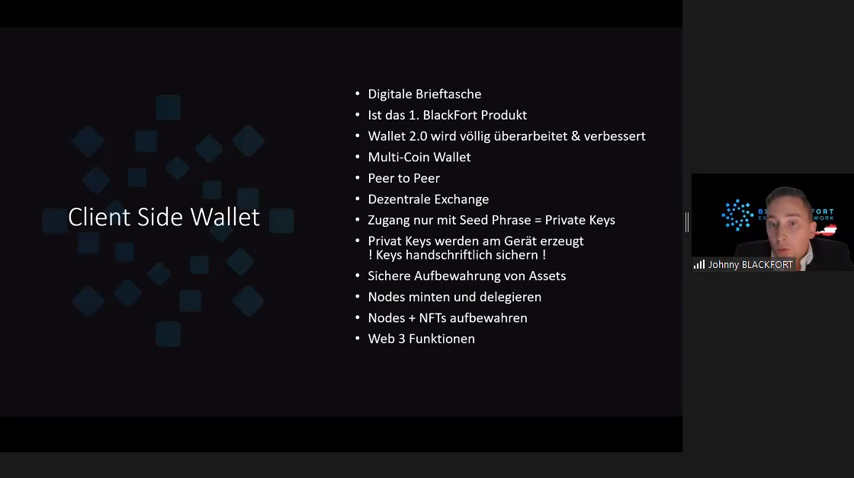 Client Side Wallet
• Digitale Brieftasche
• Ist das 1. BlackFort Produkt
• Wallet 2.0 wird völlig überarbeitet & verbessert
• Multi-Coin Wallet
• Peer to Peer
• Dezentrale Exchange
• Zugang nur mit Seed Phrase = Private Keys
• Privat Keys werden am Gerät erzeugt
! Keys handschriftlich sichern !
• Sichere Aufbewahrung von Assets
• Nodes minten und delegieren
• Nodes + NFTs aufbewahren
• Web 3 Funktionen
Johnny BLACKFORT